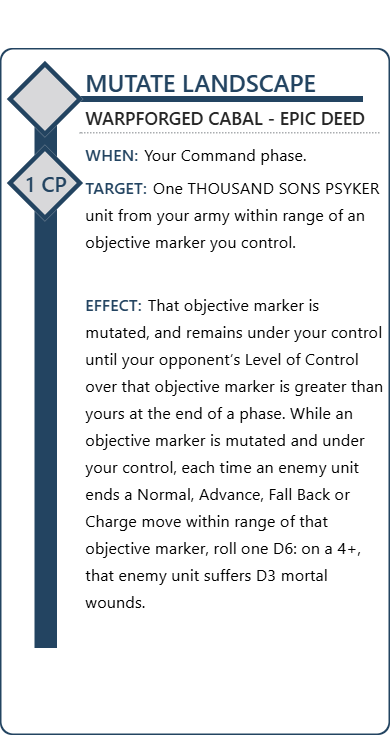 MUTATE LANDSCAPE
WARPFORGED CABAL - EPIC DEED
WHEN: Your Command phase.
1 CP
TARGET: One THOUSAND SONS PSYKER
unit from your army within range of an
objective marker you control.
EFFECT: That objective marker is
mutated, and remains under your control
until your opponent’s Level of Control
over that objective marker is greater than
yours at the end of a phase. While an
objective marker is mutated and under
your control, each time an enemy unit
ends a Normal, Advance, Fall Back or
Charge move within range of that
objective marker, roll one D6: on a 4+,
that enemy unit suffers D3 mortal
wounds.